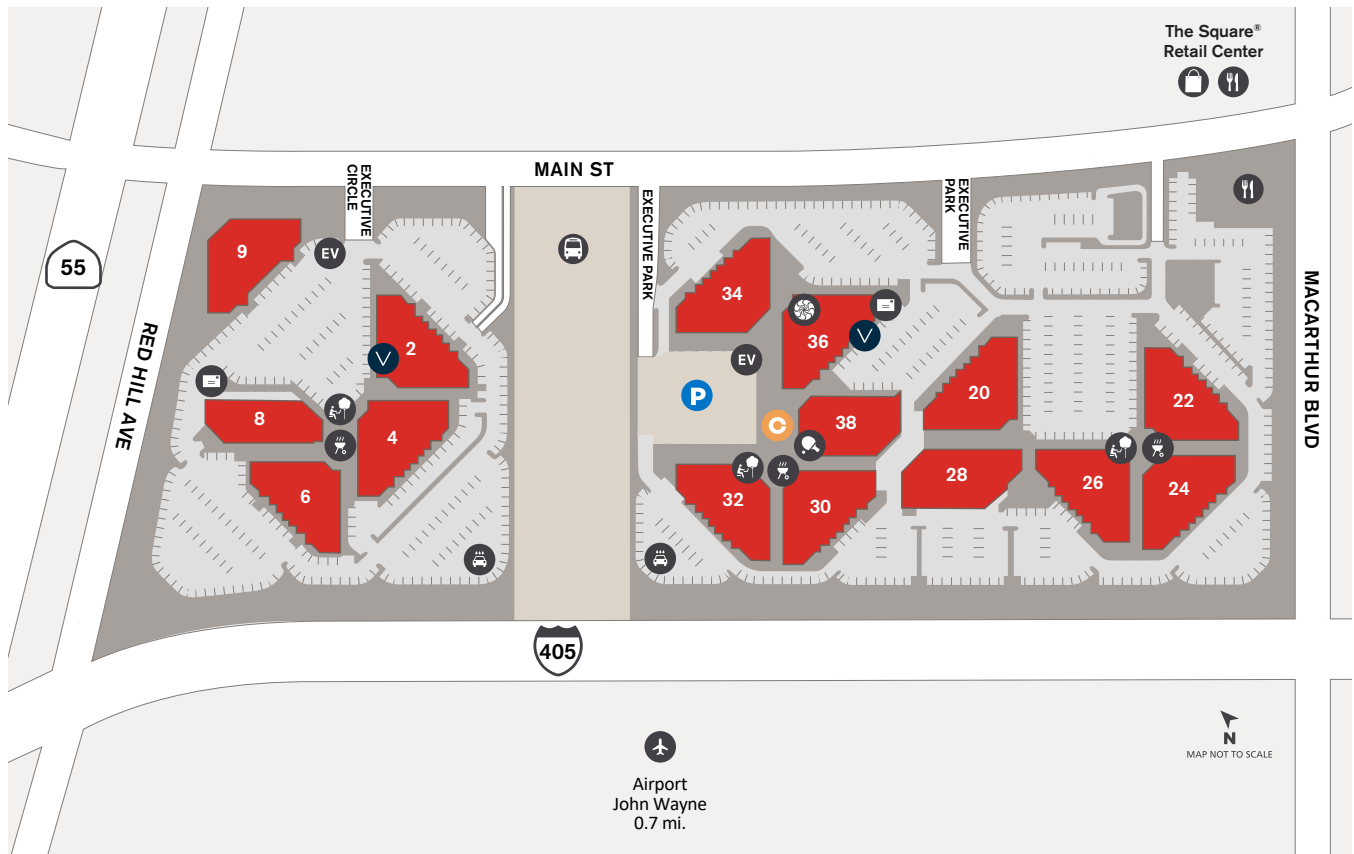 The Square®
Retail Center
MAIN ST
EXECUTIVE
CIRCLE
EXECUTIVE PARK
EXECUTIVE
PARK
55
RED HILL AVE
MACARTHUR BLVD
9
EV
2
8
4
6
34
36
EV
P
C
38
20
22
32
30
28
26
24
405
N
MAP NOT TO SCALE
Airport
John Wayne
0.7 mi.